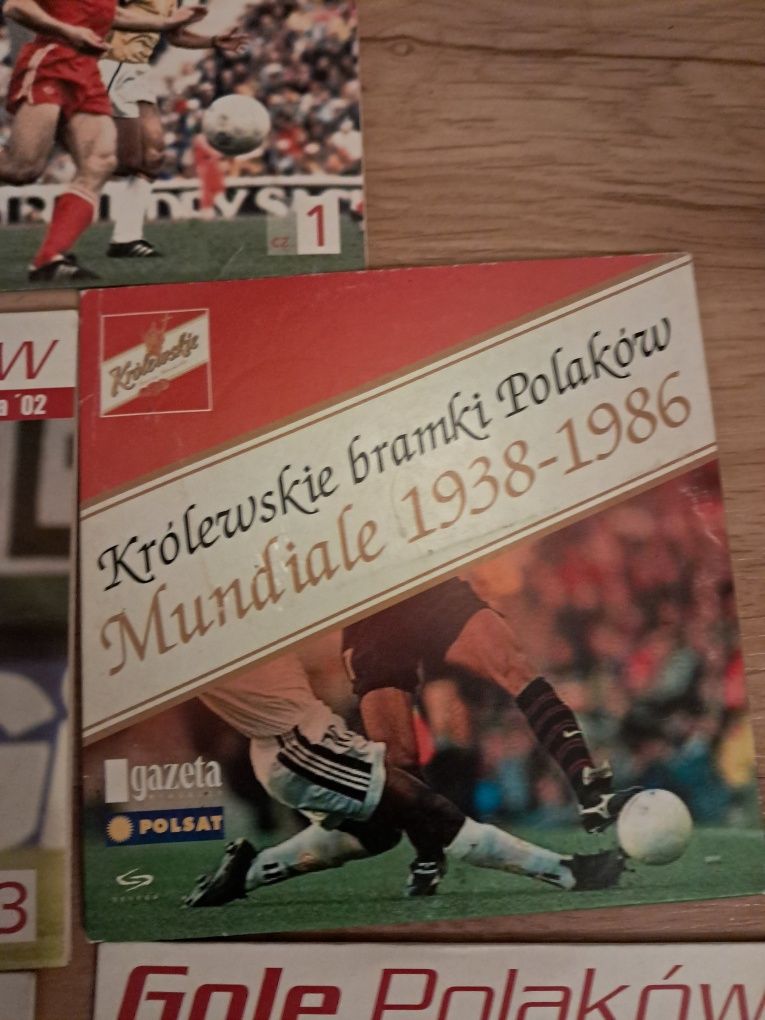 cz. 1
w
a '02
Królewskie
Królewskie bramki Polaków
Mundiale 1938-1986
gazeta
POLSAT
3
Gole Polaków